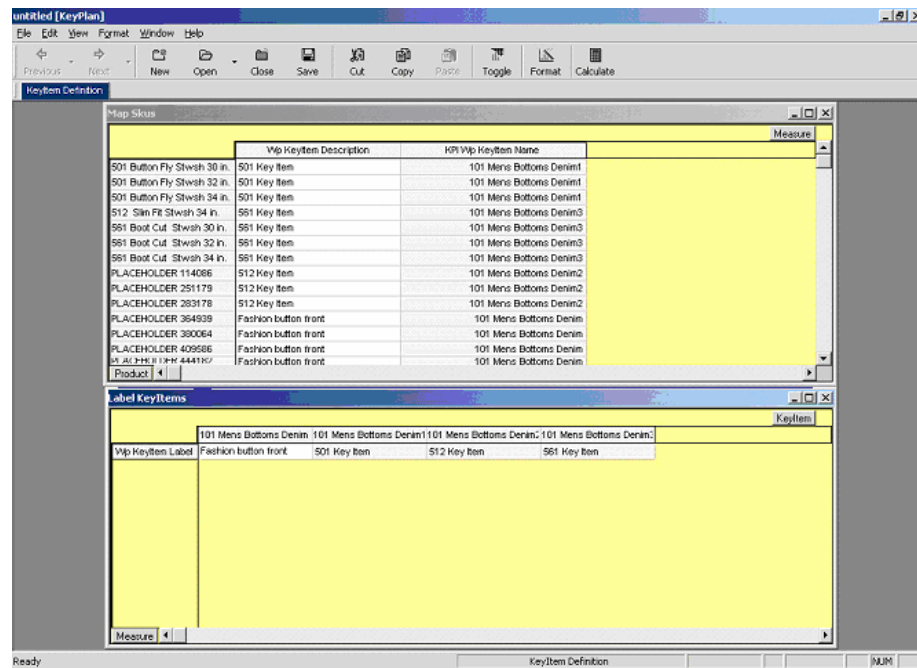 untitled [KeyPlan]
File Edit View Format Window Help
Previous Next New Open Close Save Cut Copy Paste Toggle Format Calculate
KeyItem Definition
Map Skus
Measure
Wp KeyItem Description KPI Wp KeyItem Name
501 Button Fly Stwsh 30 in. 501 Key Item 101 Mens Bottoms Denim1
501 Button Fly Stwsh 32 in. 501 Key Item 101 Mens Bottoms Denim1
501 Button Fly Stwsh 34 in. 501 Key Item 101 Mens Bottoms Denim1
512 Slim Fit Stwsh 34 in. 561 Key Item 101 Mens Bottoms Denim3
561 Boot Cut Stwsh 30 in. 561 Key Item 101 Mens Bottoms Denim3
561 Boot Cut Stwsh 32 in. 561 Key Item 101 Mens Bottoms Denim3
561 Boot Cut Stwsh 34 in. 561 Key Item 101 Mens Bottoms Denim3
PLACEHOLDER 114086 512 Key Item 101 Mens Bottoms Denim2
PLACEHOLDER 251179 512 Key Item 101 Mens Bottoms Denim2
PLACEHOLDER 283178 512 Key Item 101 Mens Bottoms Denim2
PLACEHOLDER 364939 Fashion button front 101 Mens Bottoms Denim
PLACEHOLDER 380064 Fashion button front 101 Mens Bottoms Denim
PLACEHOLDER 409586 Fashion button front 101 Mens Bottoms Denim
PLACEHOLDER 444187 Fashion button front 101 Mens Bottoms Denim
Product
Label KeyItems
KeyItem
101 Mens Bottoms Denim 101 Mens Bottoms Denim1 101 Mens Bottoms Denim 101 Mens Bottoms Denim
Wp KeyItem Label Fashion button front 501 Key Item 512 Key Item 561 Key Item
Measure
Ready KeyItem Definition NUM